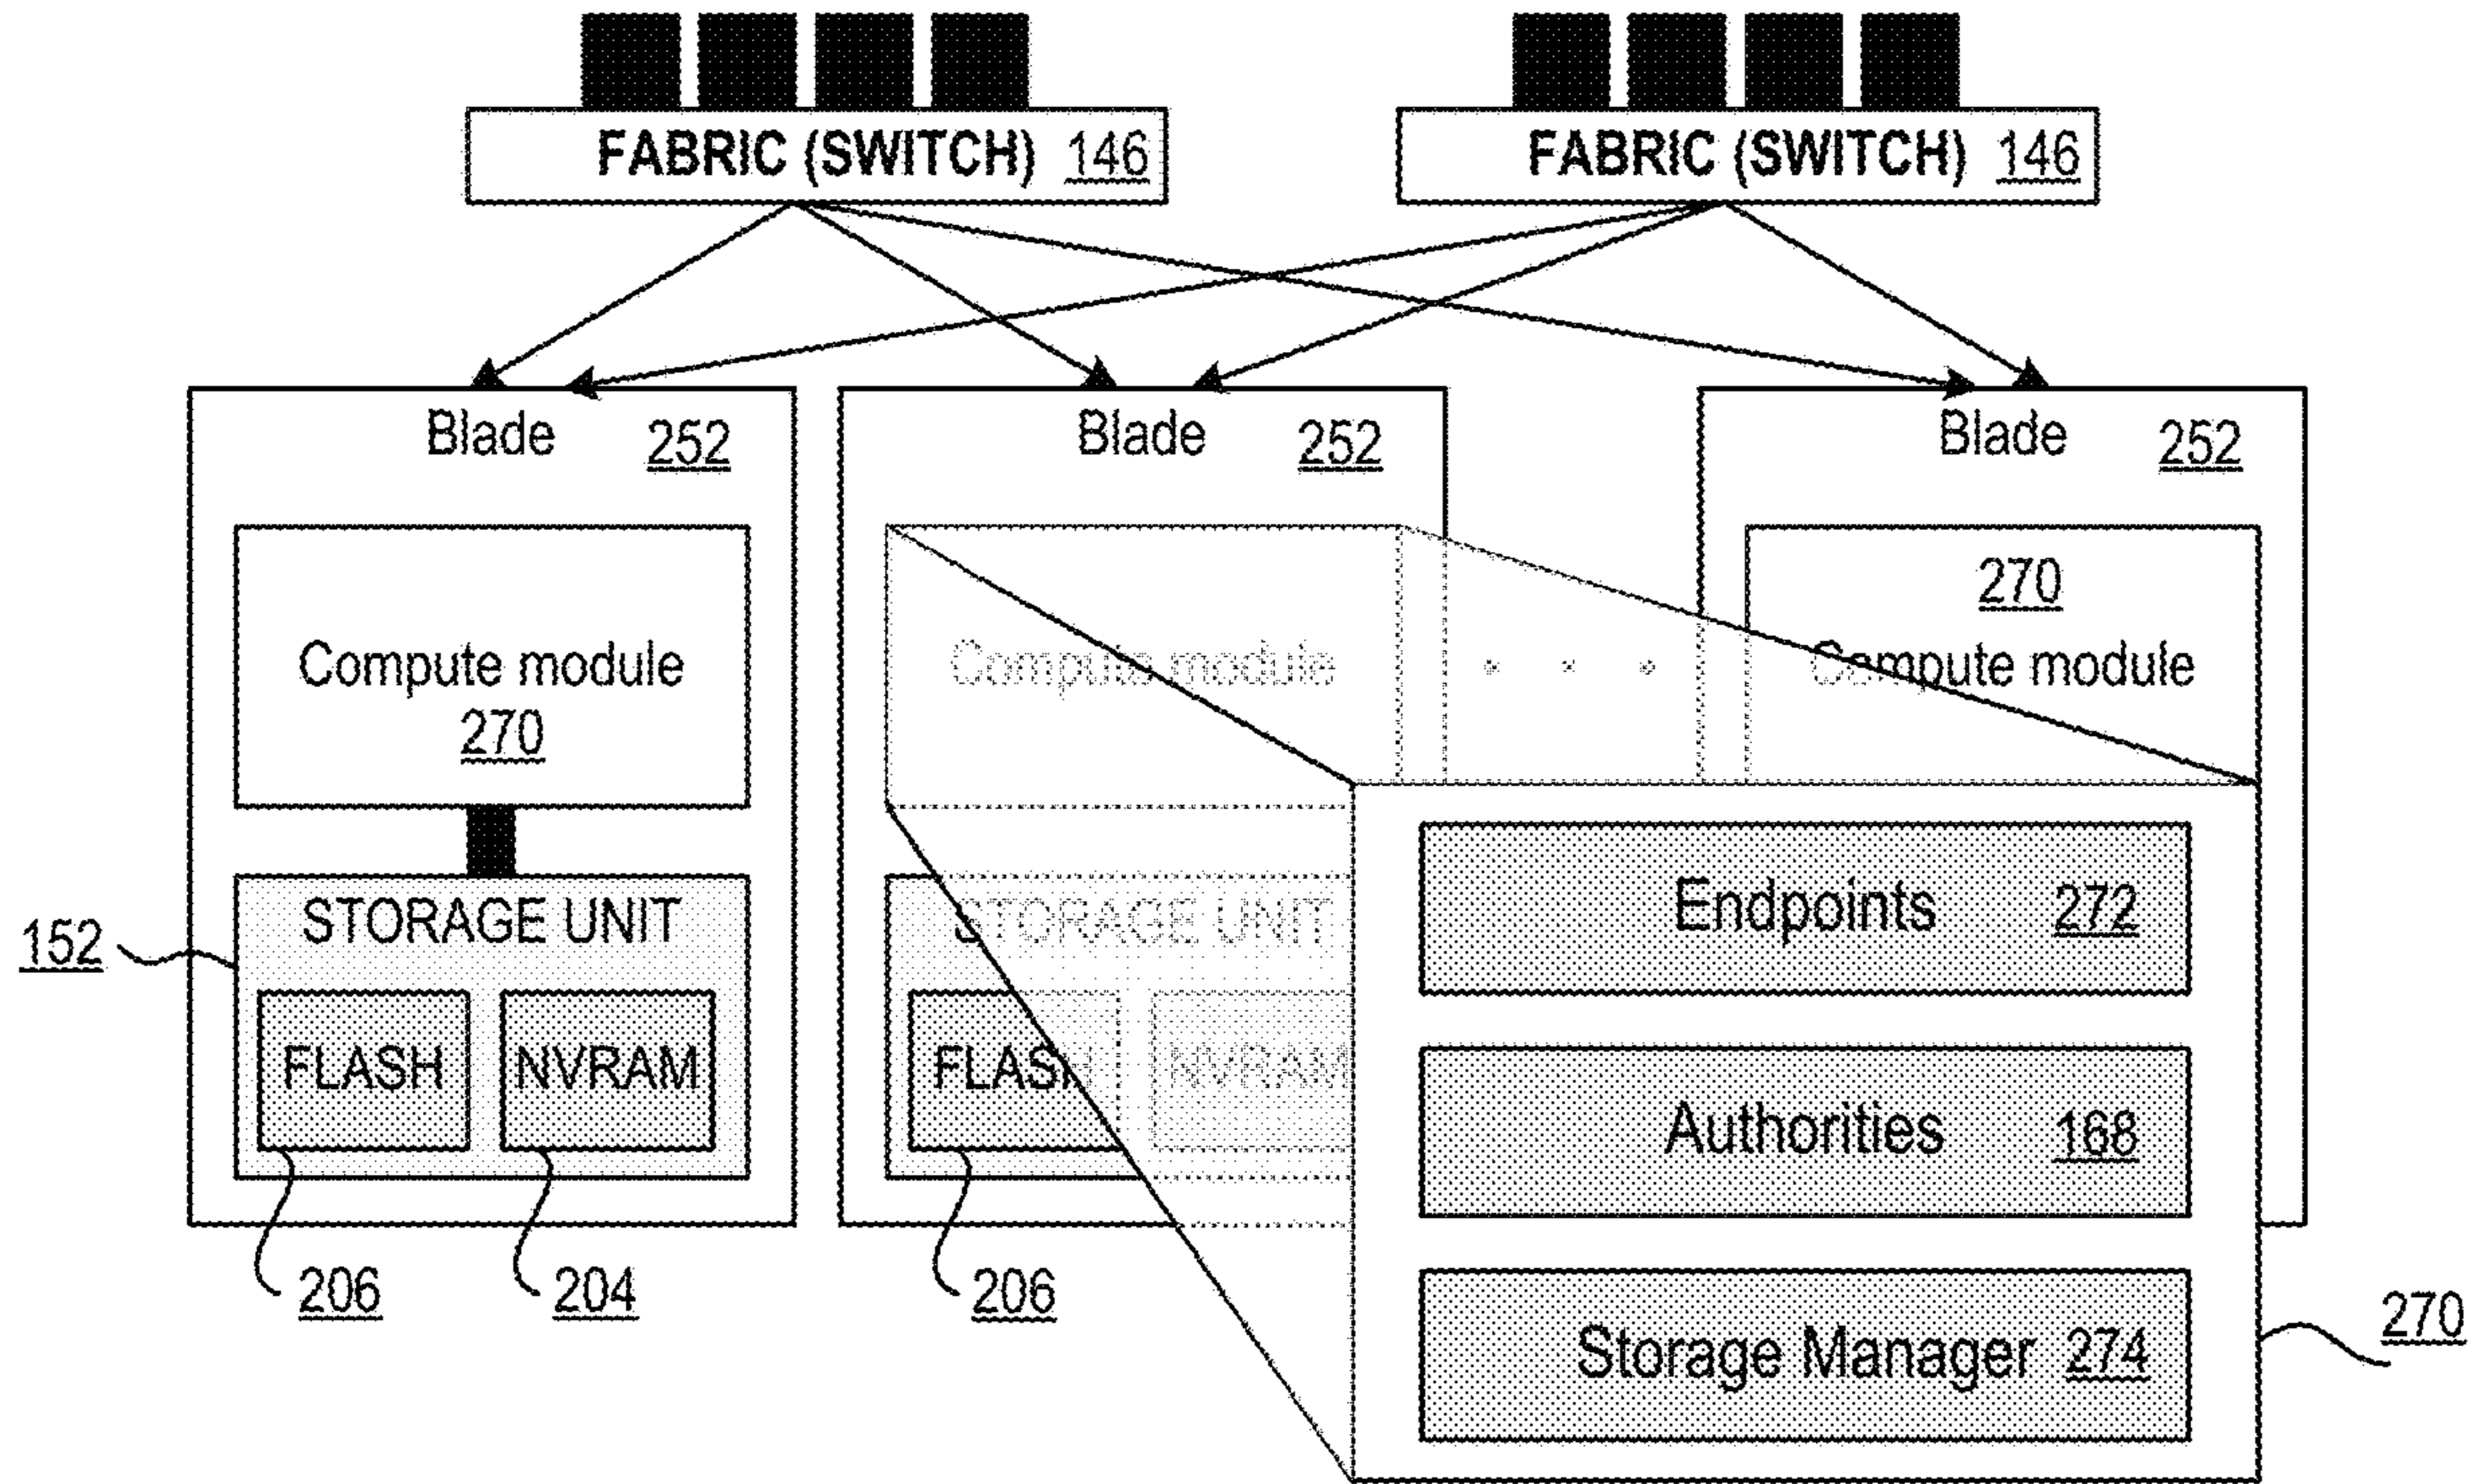 FABRIC (SWITCH) 146
FABRIC (SWITCH) 146
Blade 252
Blade 252
Blade 252
Compute module
270
Compute module
270
Compute module
STORAGE UNIT
152
FLASH
NVRAM
206
204
STORAGE UNIT
FLASH
NVRAM
206
Endpoints 272
Authorities 168
Storage Manager 274
270